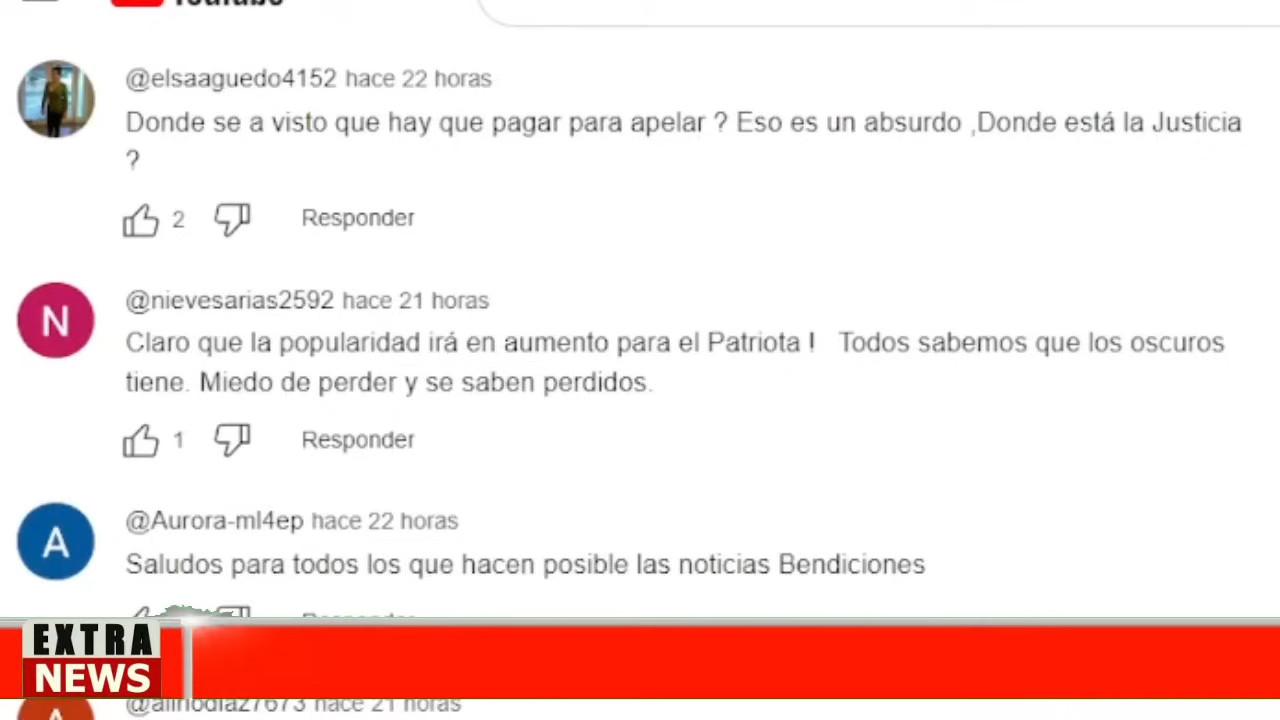 YouTube
@elsaaguedo4152 hace 22 horas
Donde se a visto que hay que pagar para apelar ? Eso es un absurdo ,Donde está la Justicia
?
2 Responder
@nievesarias2592 hace 21 horas
Claro que la popularidad irá en aumento para el Patriota ! Todos sabemos que los oscuros
tiene. Miedo de perder y se saben perdidos.
1 Responder
@Aurora-ml4ep hace 22 horas
Saludos para todos los que hacen posible las noticias Bendiciones
Responder
EXTRA
NEWS
hace 21 horas